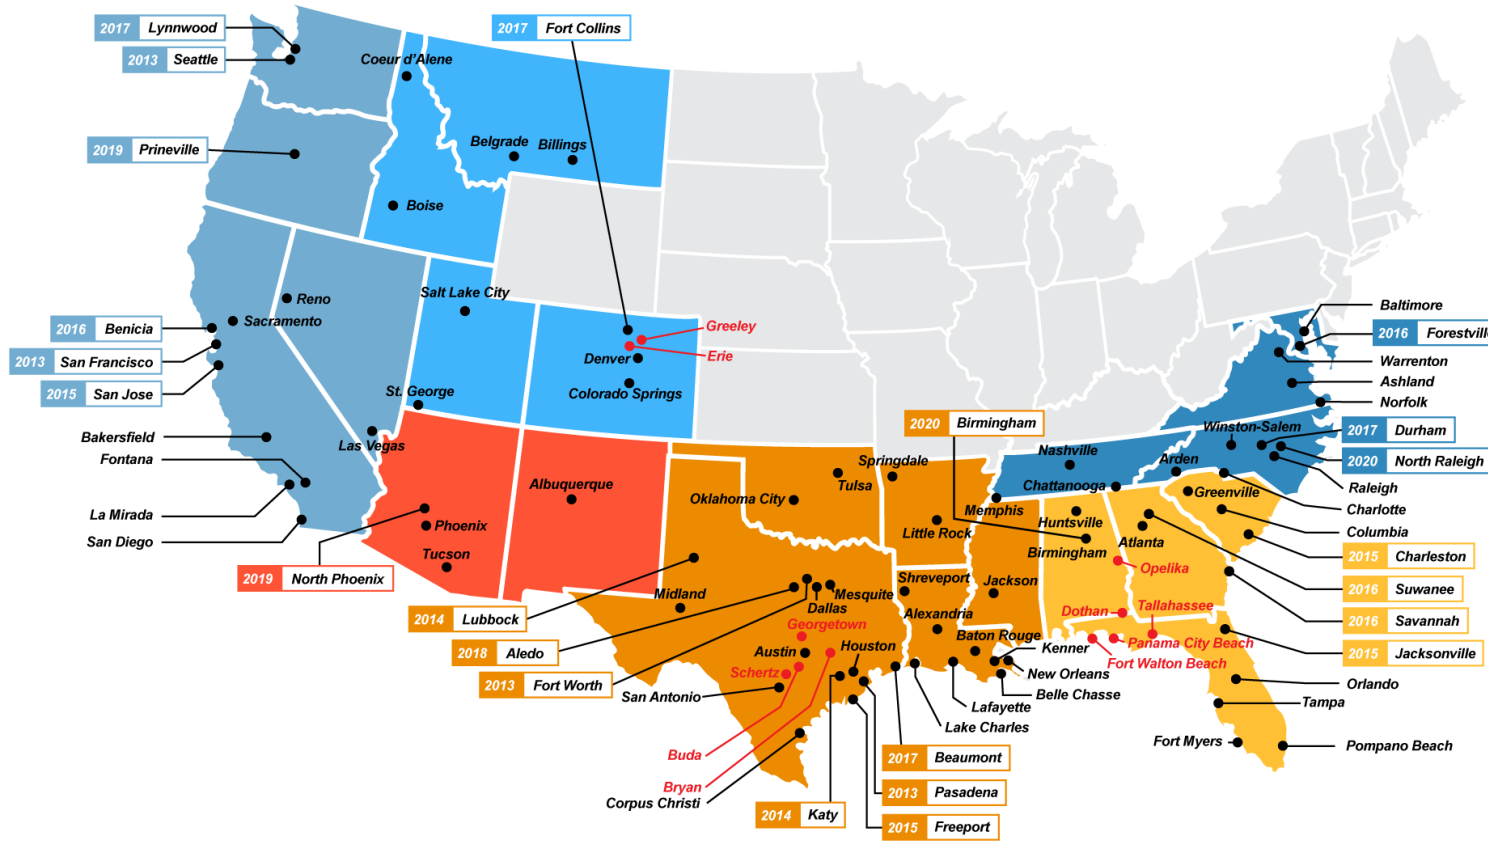 2017 Lynnwood
2013 Seattle
Coeur d'Alene
2017 Fort Collins
2019 Prineville
Belgrade
Billings
Boise
Salt Lake City
Reno
Sacramento
2016 Benicia
2013 San Francisco
2015 San Jose
Greeley
Erie
Denver
Colorado Springs
St. George
Las Vegas
Bakersfield
Fontana
La Mirada
San Diego
Phoenix
Tucson
2019 North Phoenix
Albuquerque
Baltimore
2016 Forestville
Warrenton
Ashland
Norfolk
2017 Durham
2020 North Raleigh
Raleigh
Charlotte
Columbia
2015 Charleston
2016 Suwanee
2016 Savannah
2015 Jacksonville
Orlando
Tampa
Fort Myers
Pompano Beach
2020 Birmingham
Winston-Salem
Nashville
Arden
Chattanooga
Memphis
Greenville
Huntsville
Birmingham
Atlanta
Opelika
Dothan
Tallahassee
Panama City Beach
Fort Walton Beach
Springdale
Tulsa
Oklahoma City
Little Rock
Shreveport
Jackson
Alexandria
Baton Rouge
Kenner
New Orleans
Belle Chasse
Lafayette
Lake Charles
Midland
Mesquite
Dallas
Georgetown
Austin
Houston
Schertz
San Antonio
2014 Lubbock
2018 Aledo
2013 Fort Worth
Buda
Bryan
Corpus Christi
2014 Katy
2017 Beaumont
2013 Pasadena
2015 Freeport